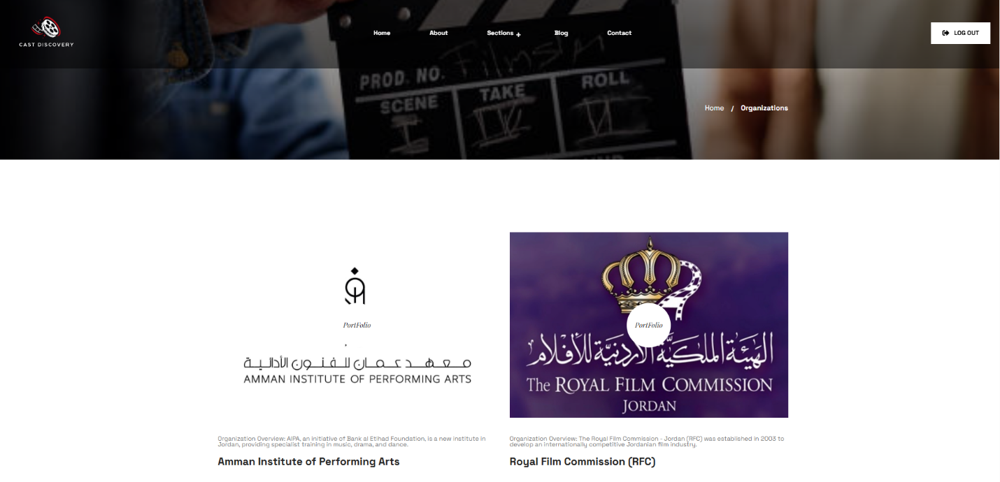 CAST DISCOVERY
Home
About
Sections +
Blog
Contact
LOG OUT
Filmslam
PROD. NO.
SCENE
TAKE
ROLL
I
IV
VI
Home / Organizations
PortFolio
معهد عمان للفنون الأدائية
AMMAN INSTITUTE OF PERFORMING ARTS
Organization Overview: AIPA, an initiative of Bank al Etihad Foundation, is a new institute in
Jordan, providing specialist training in music, drama, and dance.
Amman Institute of Performing Arts
PortFolio
الهيئة الملكية الأردنية للأفلام
The ROYAL FILM COMMISSION
JORDAN
Organization Overview: The Royal Film Commission - Jordan (RFC) was established in 2003 to
develop an internationally competitive Jordanian film industry.
Royal Film Commission (RFC)